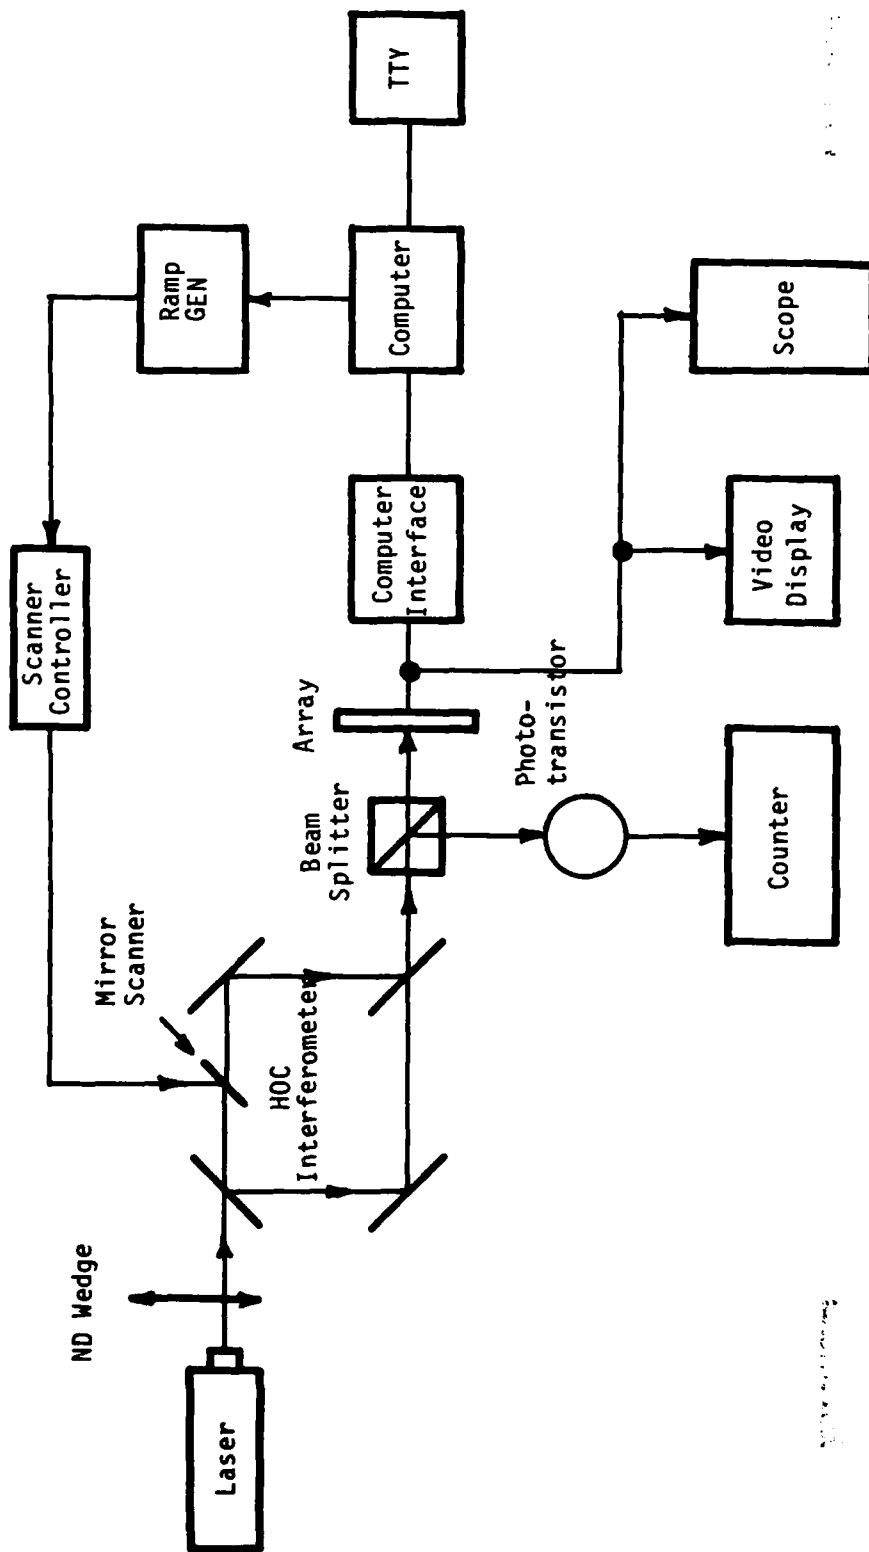 TTY
Ramp
GEN
Computer
Scanner
Controller
Computer
Interface
Scope
Video
Display
Array
Photo-
transistor
Beam
Splitter
Counter
Mirror
Scanner
HOC
Interferometer
ND Wedge
Laser